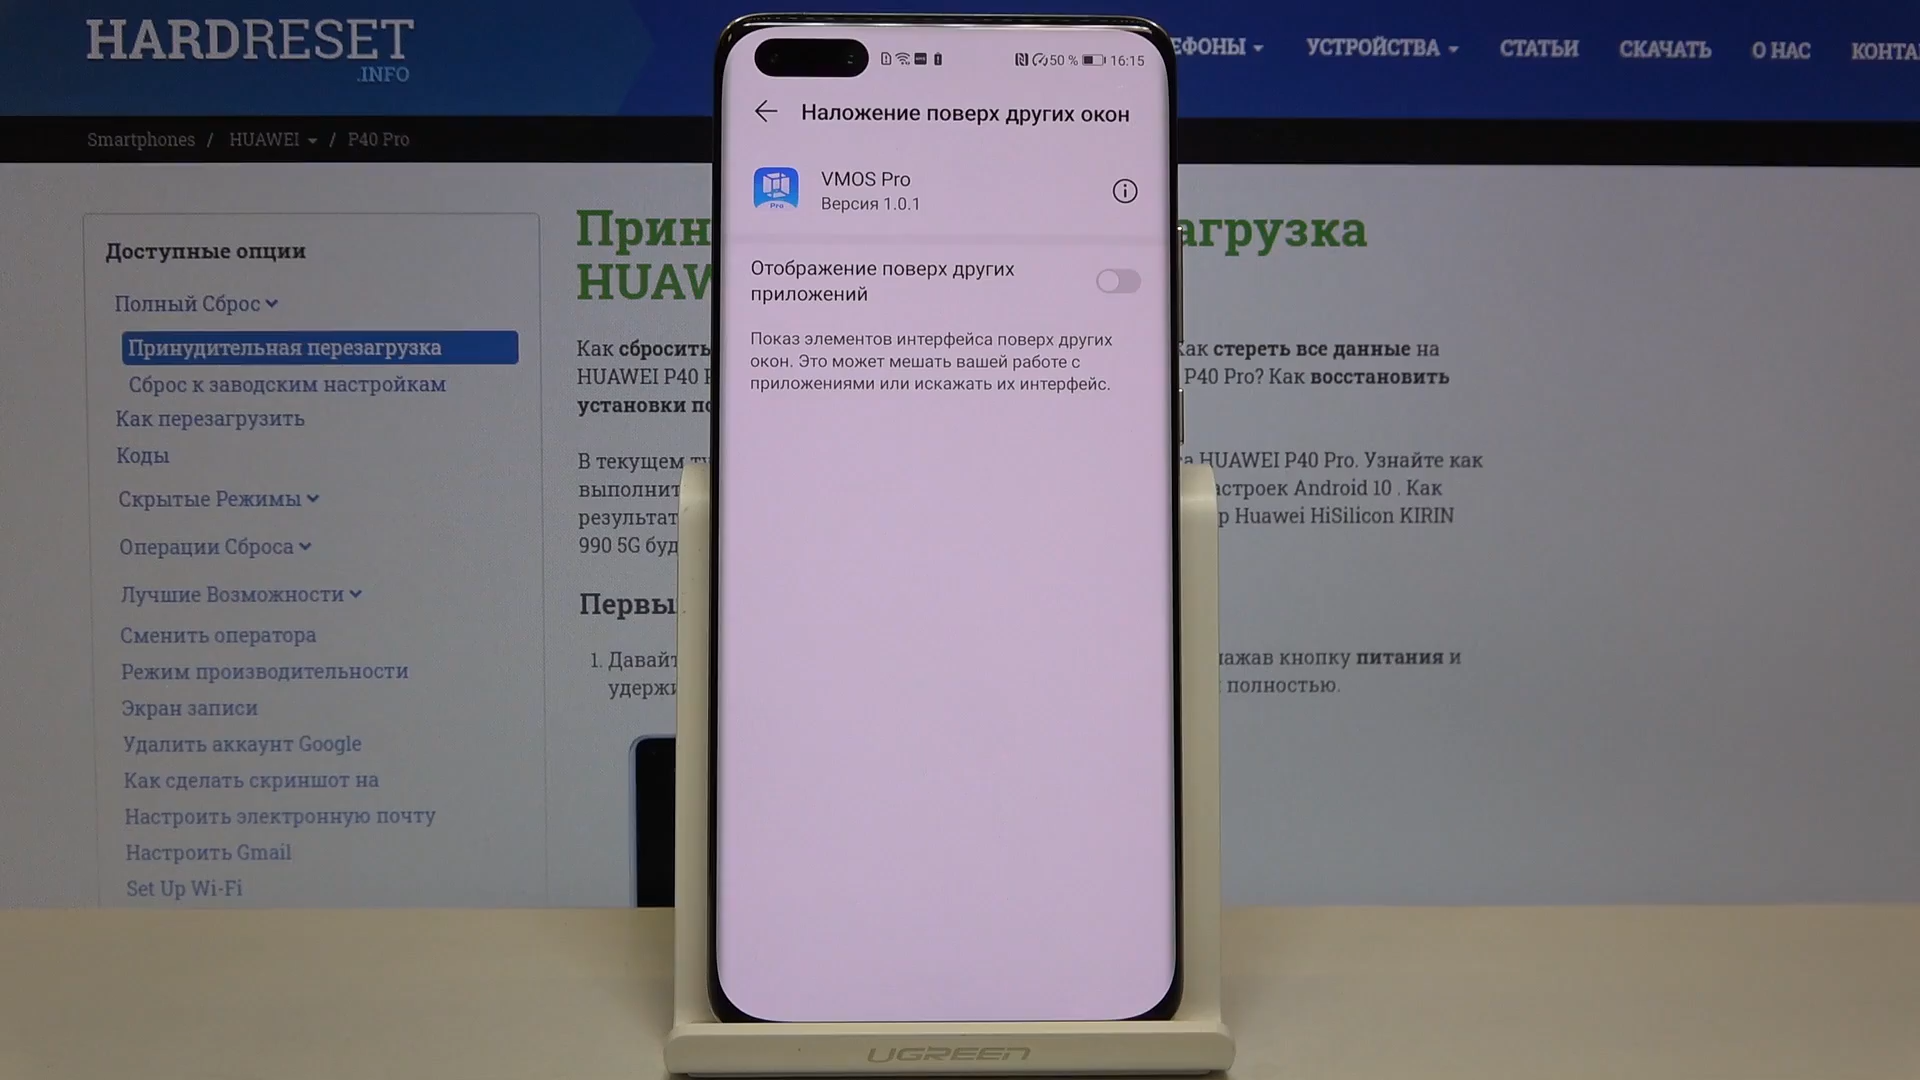 HARDRESET
.INFO
ЕФОНЫ
УСТРОЙСТВА
СТАТЬИ
СКАЧАТЬ
О НАС
КОНТА
Smartphones / HUAWEI / P40 Pro
Доступные опции
Полный Сброс
Принудительная перезагрузка
Сброс к заводским настройкам
Как перезагрузить
Коды
Скрытые Режимы
Операции Сброса
Лучшие Возможности
Сменить оператора
Режим производительности
Экран записи
Удалить аккаунт Google
Как сделать скриншот на
Настроить электронную почту
Настроить Gmail
Set Up Wi-Fi
50 % 16:15
Наложение поверх других окон
VMOS Pro
Версия 1.0.1
Pro
Отображение поверх других
приложений
Показ элементов интерфейса поверх других
окон. Это может мешать вашей работе с
приложениями или искажать их интерфейс.
Прин агрузка
HUAW
Как сбросить Как стереть все данные на
HUAWEI P40 P P40 Pro? Как восстановить
установки по
В текущем ту а HUAWEI P40 Pro. Узнайте как
выполнит астроек Android 10 . Как
результат р Huawei HiSilicon KIRIN
990 5G буд
Первы
1. Давайт нажав кнопку питания и
удержи полностью.
UGREEN